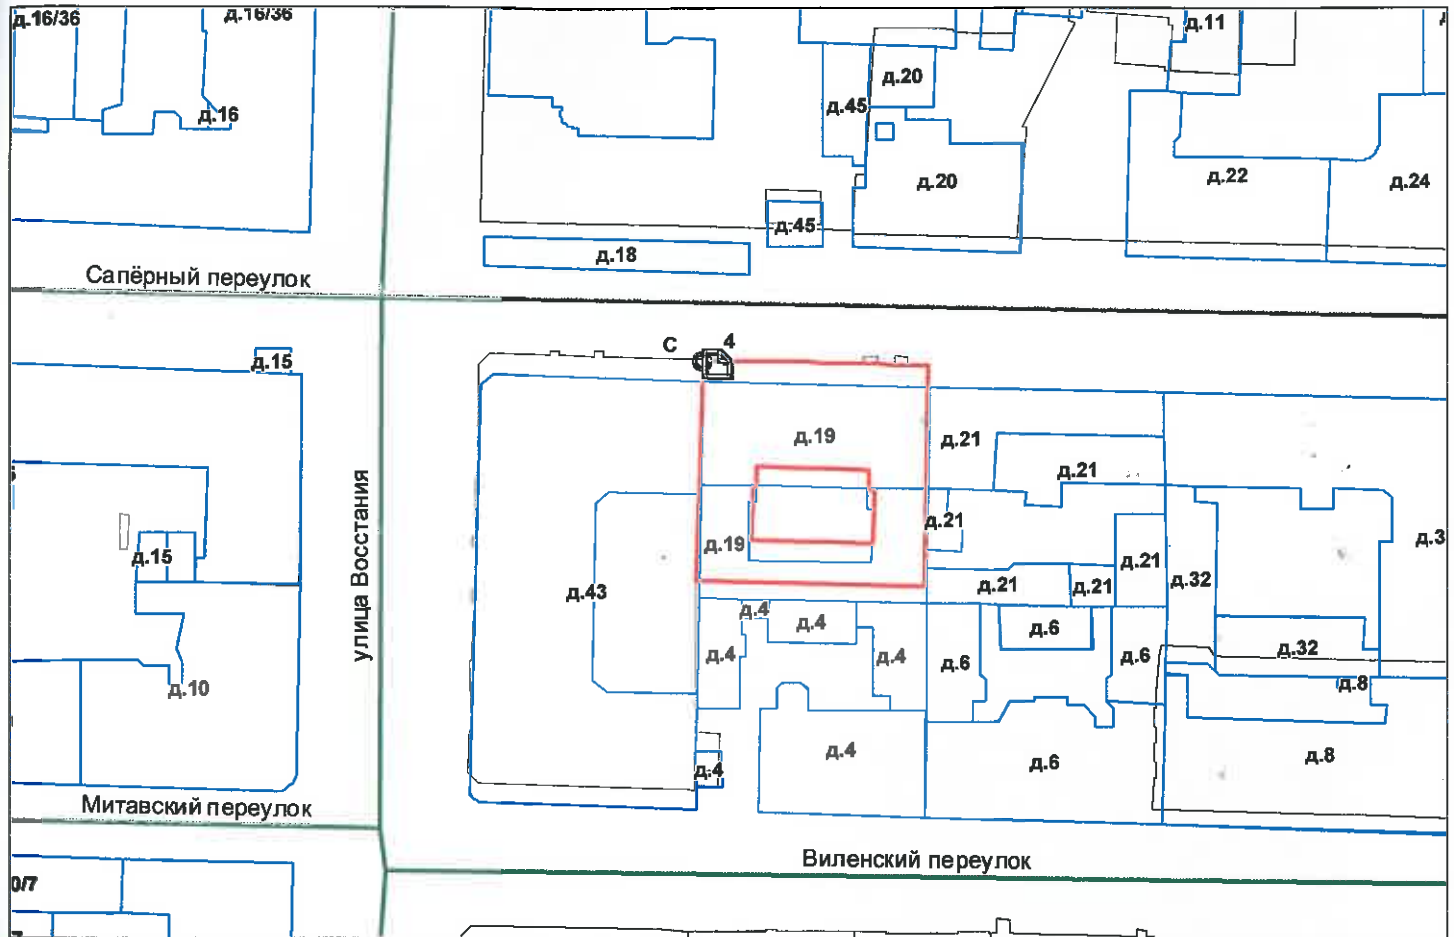 д.16/36
д.16/36
д.11
д.20
д.45
д.16
д.20
д.22
д.24
д.45
д.18
Сапёрный переулок
С
4
д.15
д.19
д.21
д.21
улица Восстания
д.21
д.19
д.3
д.15
д.21
д.43
д.21
д.21
д.32
д.4
д.4
д.6
д.4
д.4
д.6
д.6
д.32
д.10
д.8
д.4
д.6
д.8
д.4
Митавский переулок
Виленский переулок
0/7